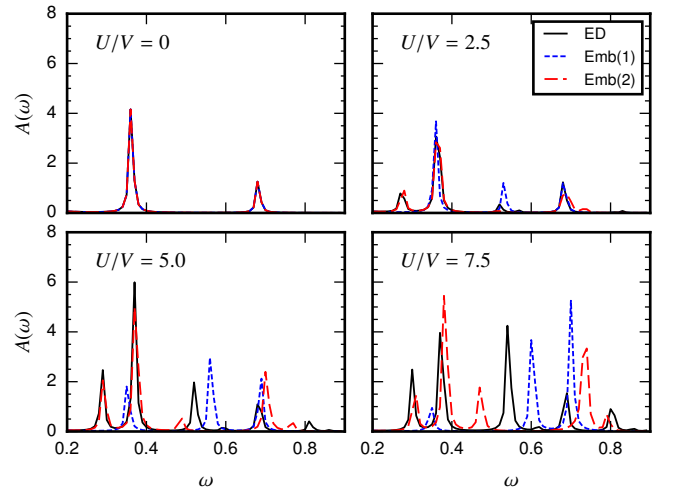 U/V = 0
U/V = 2.5
ED
Emb(1)
Emb(2)
A(ω)
8
6
4
2
0
U/V = 5.0
U/V = 7.5
A(ω)
8
6
4
2
0
0.2 0.4 0.6 0.8
0.2 0.4 0.6 0.8
ω
ω